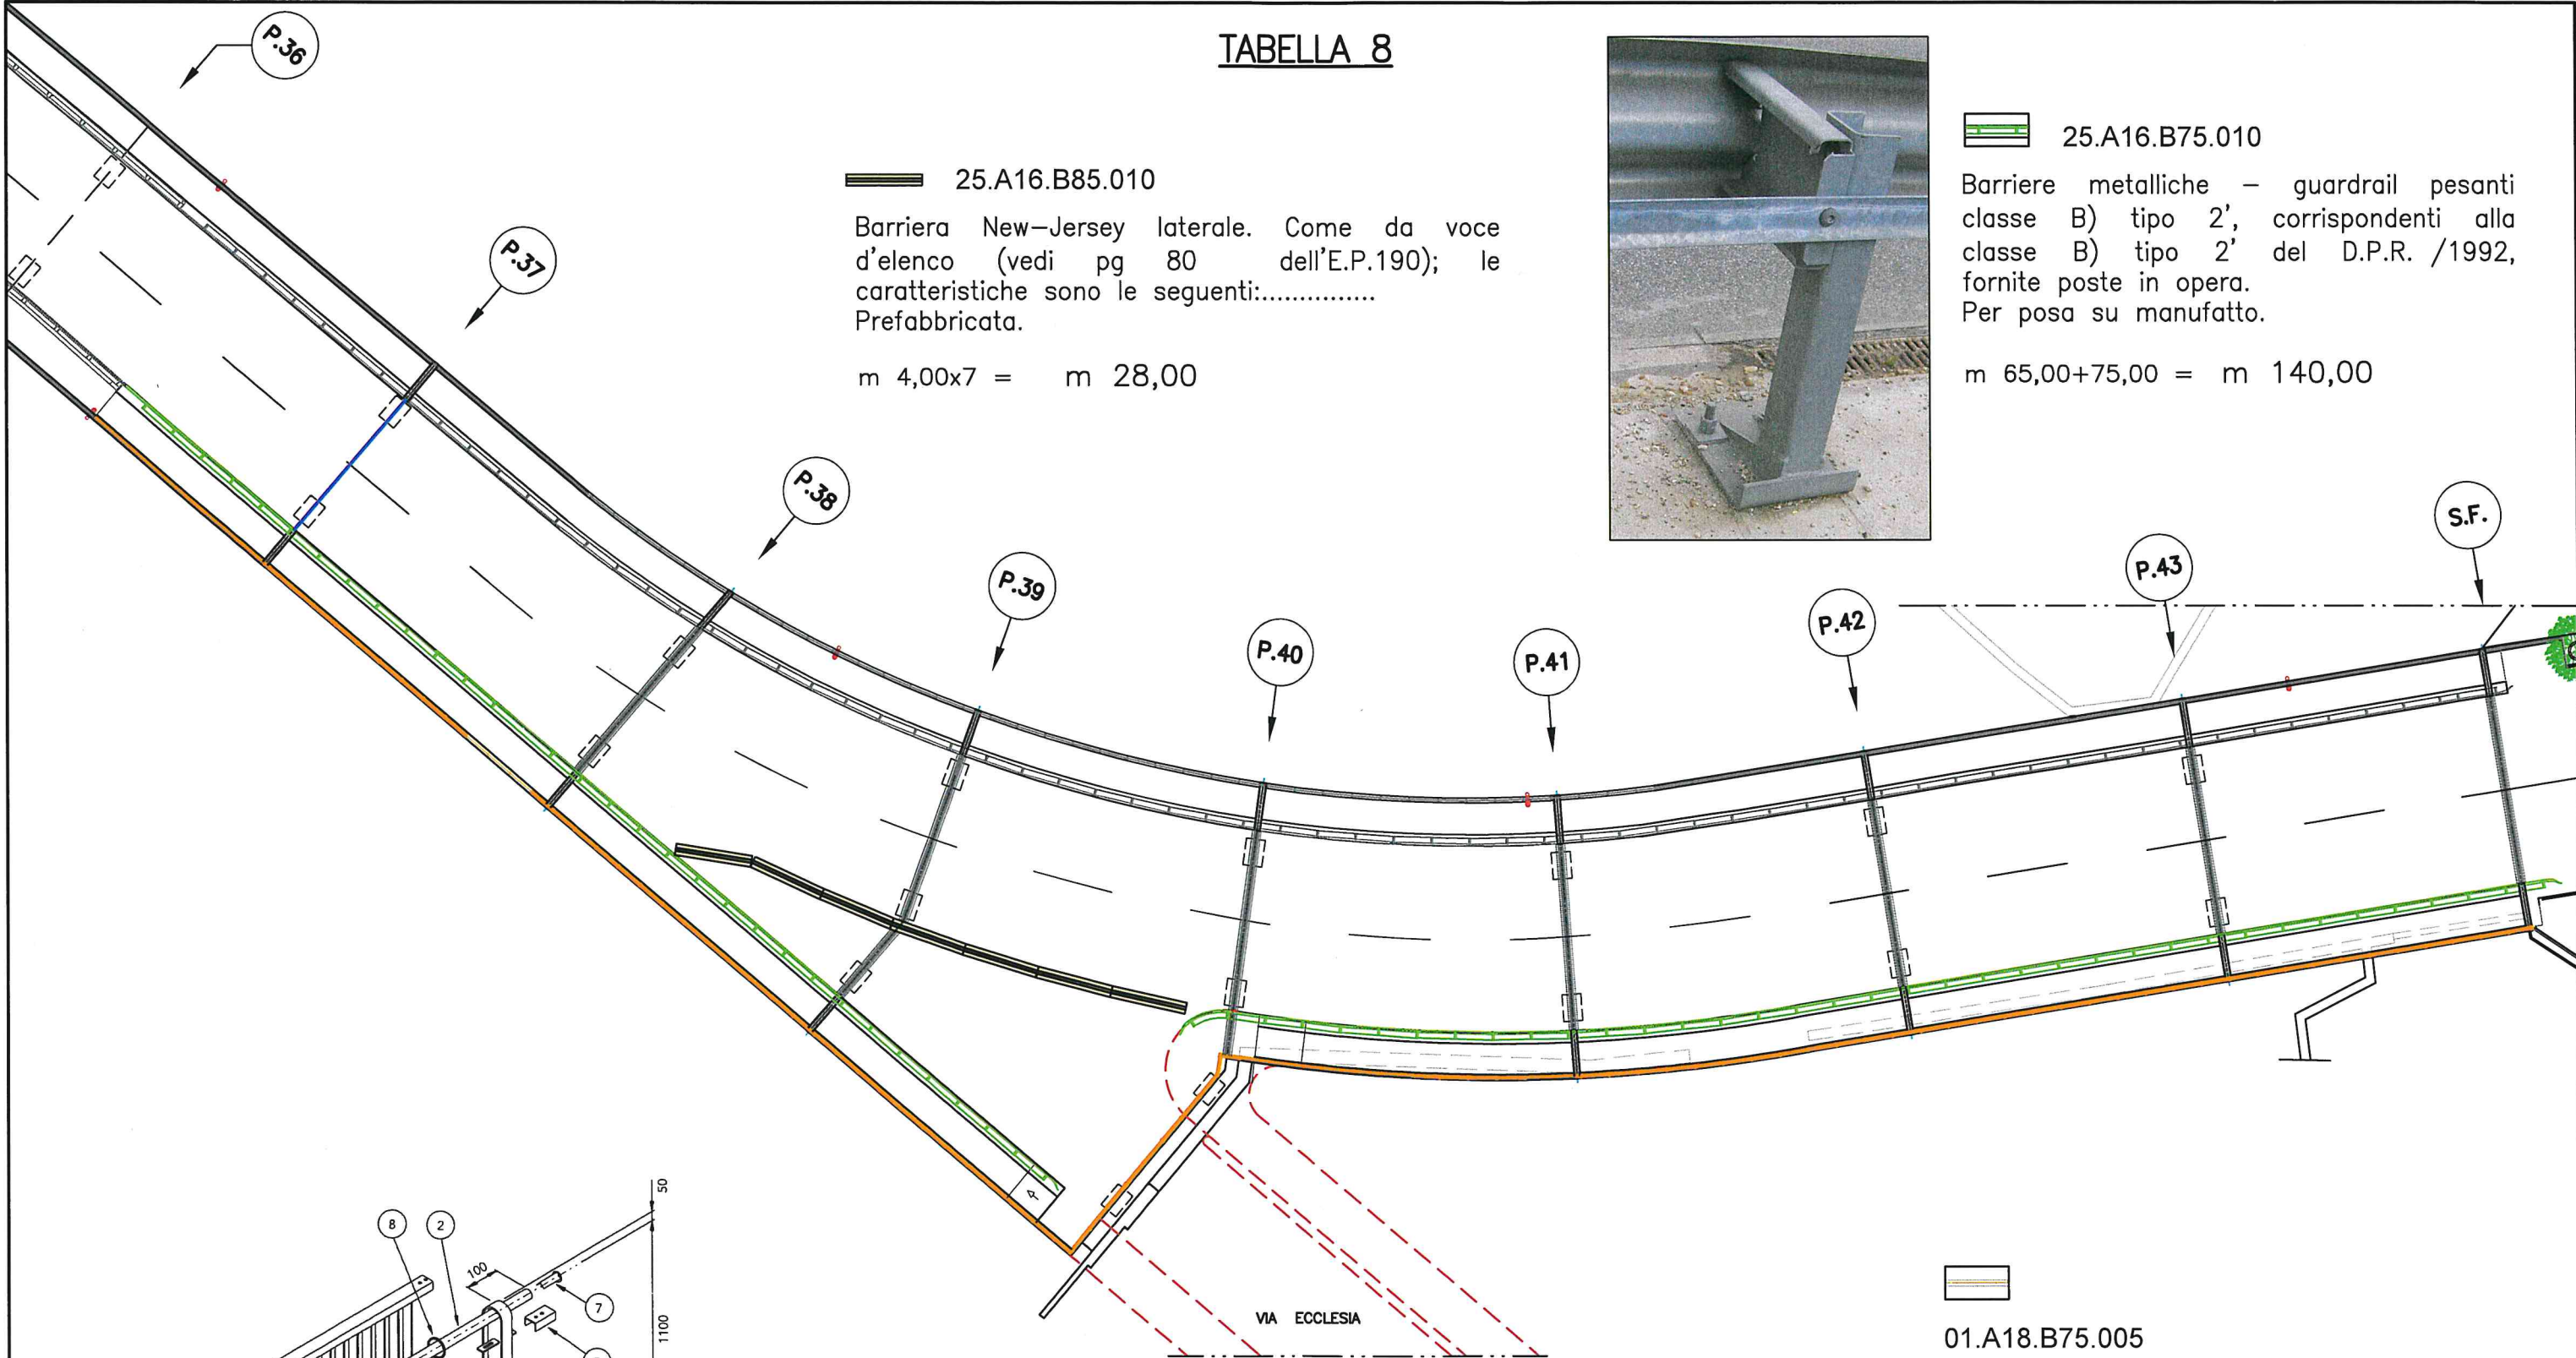 TABELLA 8
P.36
P.37
P.38
P.39
P.40
P.41
P.42
P.43
S.F.
25.A16.B85.010
Barriera New-Jersey laterale. Come da voce
d'elenco (vedi pg 80 dell'E.P.190); le
caratteristiche sono le seguenti:...............
Prefabbricata.
m 4,00x7 = m 28,00
25.A16.B75.010
Barriere metalliche - guardrail pesanti
classe B) tipo 2', corrispondenti alla
classe B) tipo 2' del D.P.R. /1992,
fornite poste in opera.
Per posa su manufatto.
m 65,00+75,00 = m 140,00
8
2
100
50
7
1100
VIA ECCLESIA
01.A18.B75.005